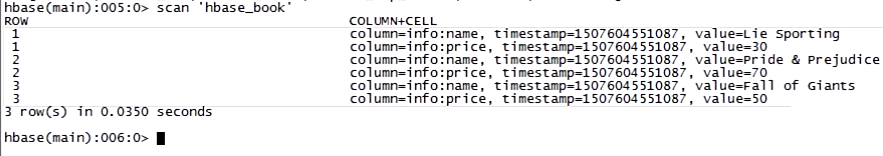 hbase(main):005:0> scan 'hbase_book'
ROW COLUMN+CELL
1 column=info:name, timestamp=1507604551087, value=Lie Sporting
1 column=info:price, timestamp=1507604551087, value=30
2 column=info:name, timestamp=1507604551087, value=Pride & Prejudice
2 column=info:price, timestamp=1507604551087, value=70
3 column=info:name, timestamp=1507604551087, value=Fall of Giants
3 column=info:price, timestamp=1507604551087, value=50
3 row(s) in 0.0350 seconds
hbase(main):006:0>